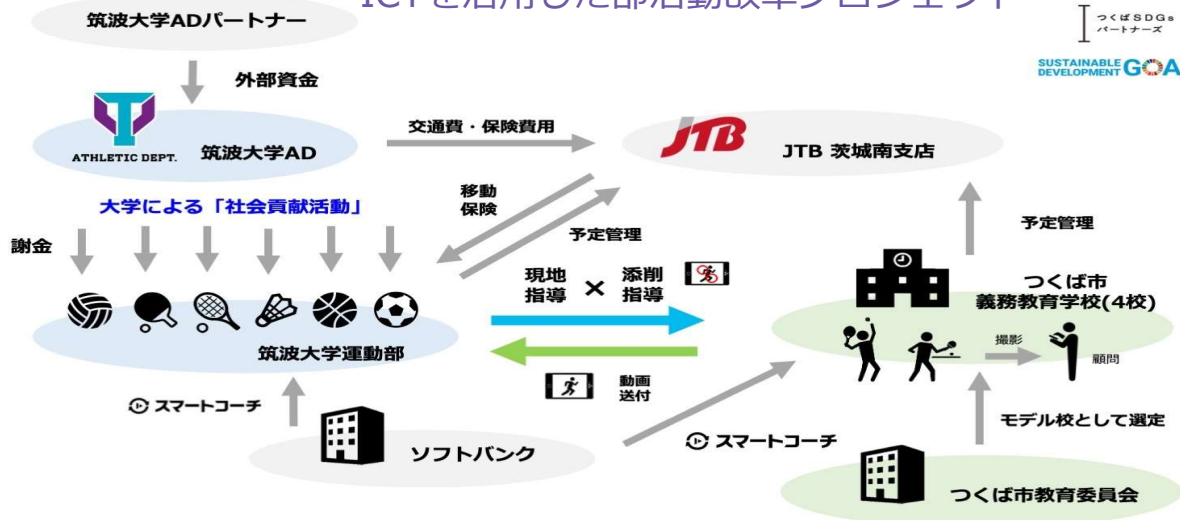 ICTを活用した部活動改革プロジェクト
つくばSDGs
パートナーズ
SUSTAINABLE
DEVELOPMENT GOA
筑波大学ADパートナー
外部資金
ATHLETIC DEPT.
筑波大学AD
交通費・保険費用
JTB
JTB 茨城南支店
大学による「社会貢献活動」
移動
保険
予定管理
予定管理
謝金
現地
指導
×
添削
指導
つくば市
義務教育学校(4校)
筑波大学運動部
撮影
顧問
動画
送付
スマートコーチ
モデル校として選定
ソフトバンク
スマートコーチ
つくば市教育委員会